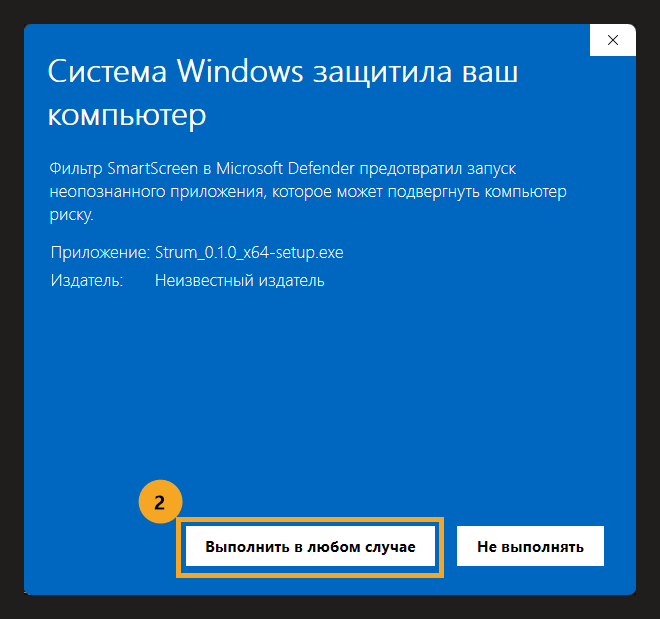 Система Windows защитила ваш
компьютер
Фильтр SmartScreen в Microsoft Defender предотвратил запуск
неопознанного приложения, которое может подвергнуть компьютер
риску.
Приложение: Strum_0.1.0_x64-setup.exe
Издатель: Неизвестный издатель
2
Выполнить в любом случае Не выполнять